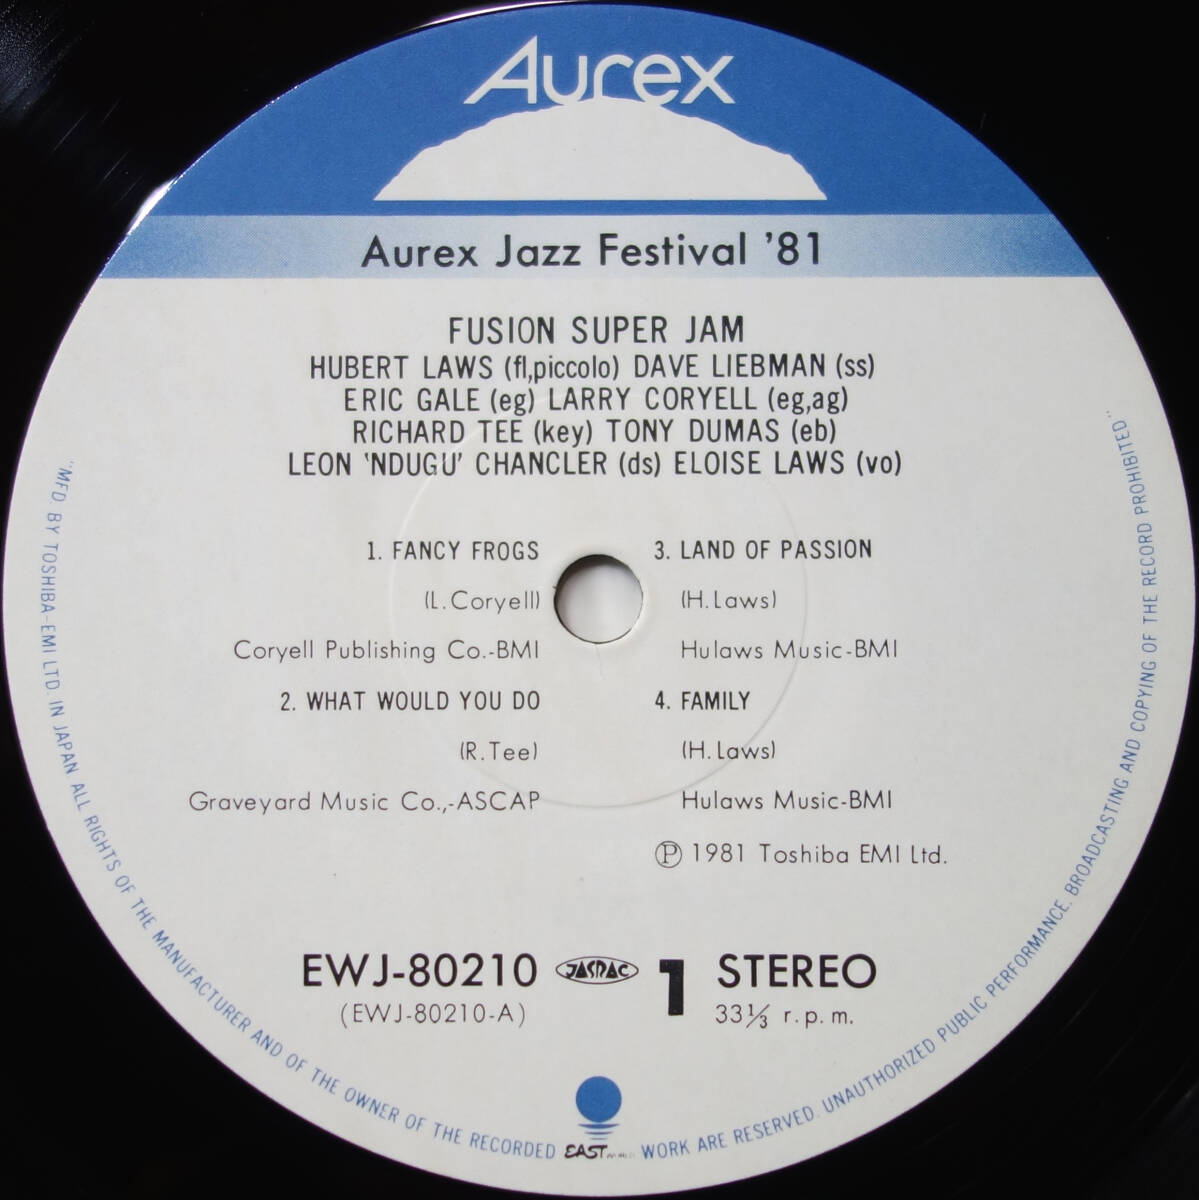 Aurex
Aurex Jazz Festival '81
FUSION SUPER JAM
HUBERT LAWS (fl,piccolo) DAVE LIEBMAN (ss)
ERIC GALE (eg) LARRY CORYELL (eg,ag)
RICHARD TEE (key) TONY DUMAS (eb)
LEON 'NDUGU' CHANCLER (ds) ELOISE LAWS (vo)
1. FANCY FROGS
(L.Coryell)
Coryell Publishing Co.-BMI
2. WHAT WOULD YOU DO
(R.Tee)
Graveyard Music Co.,-ASCAP
3. LAND OF PASSION
(H.Laws)
Hulaws Music-BMI
4. FAMILY
(H.Laws)
Hulaws Music-BMI
Ⓟ 1981 Toshiba EMI Ltd.
EWJ-80210 JASRAC 1 STEREO
(EWJ-80210-A) 33⅓ r.p.m.
"MFD. BY TOSHIBA-EMI LTD. IN JAPAN ALL RIGHTS OF THE MANUFACTURER AND OF THE OWNER OF THE RECORDED WORK ARE RESERVED. UNAUTHORIZED PUBLIC PERFORMANCE. BROADCASTING AND COPYING OF THE RECORD PROHIBITED"
EAST